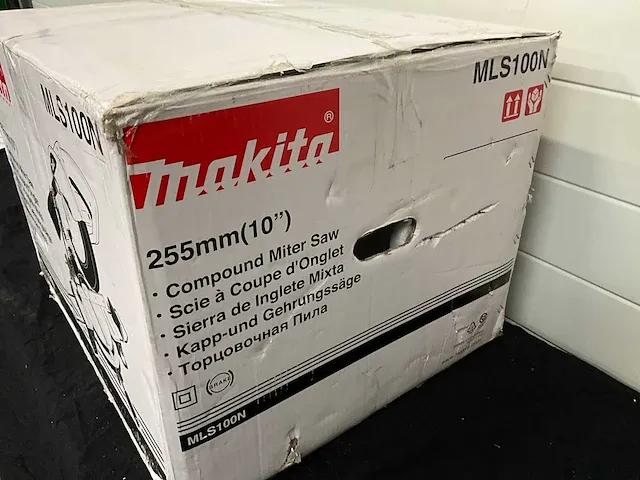 MLS100N
MLS100N
makita®
255mm(10")
· Compound Miter Saw
· Scie à Coupe d'Onglet
· Sierra de Inglete Mixta
· Kapp-und Gehrungssäge
· Торцовочная Пила
BRAKE
MLS100N